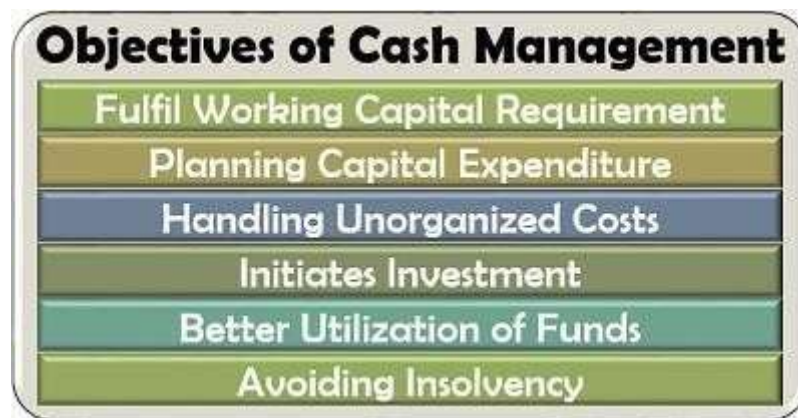 Objectives of Cash Management
Fulfil Working Capital Requirement
Planning Capital Expenditure
Handling Unorganized Costs
Initiates Investment
Better Utilization of Funds
Avoiding Insolvency